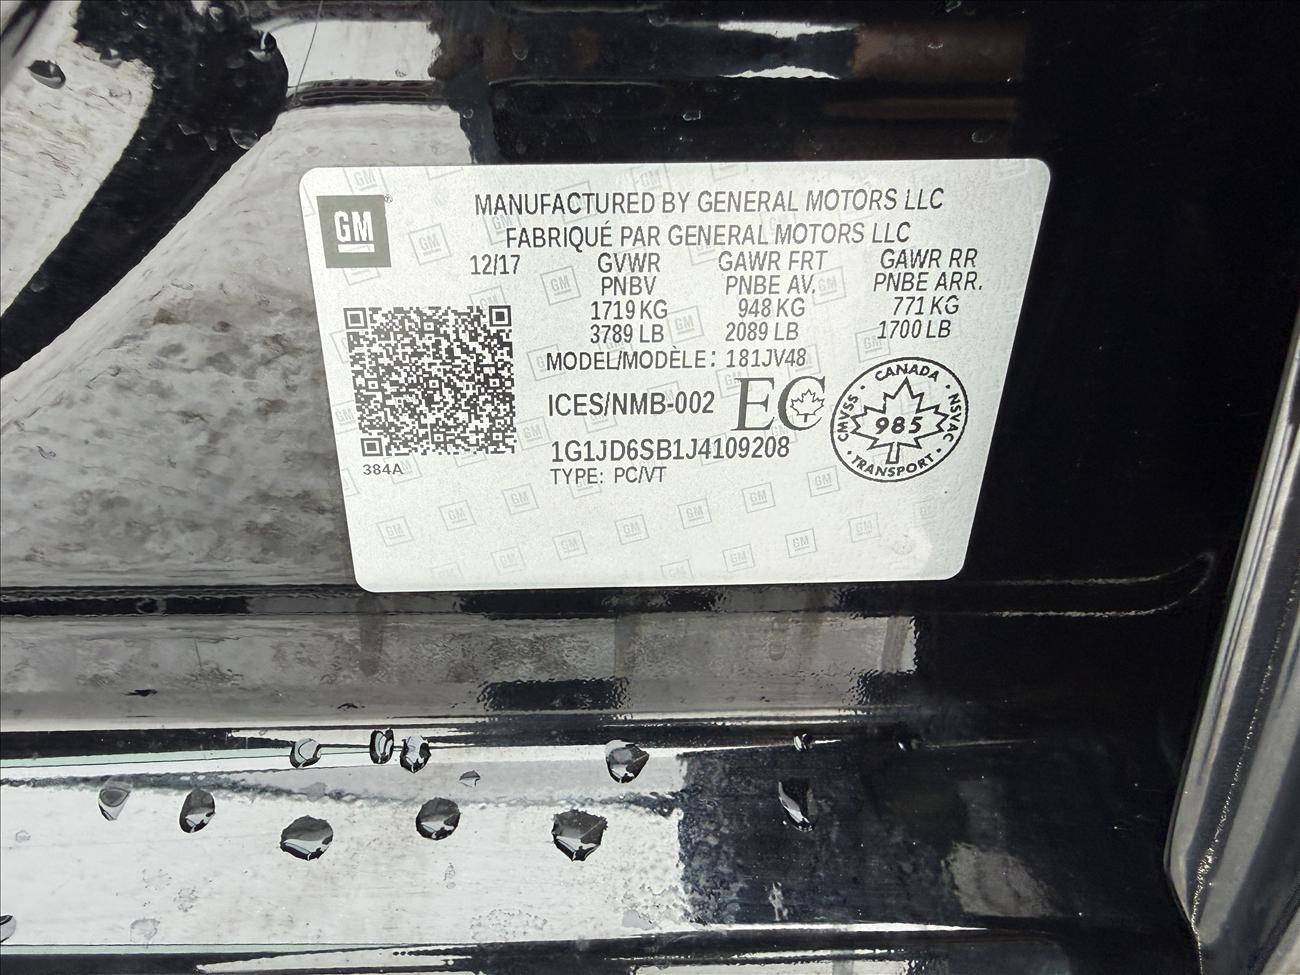 GM
MANUFACTURED BY GENERAL MOTORS LLC
FABRIQUÉ PAR GENERAL MOTORS LLC
12/17 GVWR GAWR FRT GAWR RR
PNBV PNBE AV. PNBE ARR.
1719 KG 948 KG 771 KG
3789 LB 2089 LB 1700 LB
MODEL/MODÈLE: 181JV48
ICES/NMB-002 EC
1G1JD6SB1J4109208
TYPE: PC/VT
384A
CANADA
CMVSS 985 NSVAC
TRANSPORT